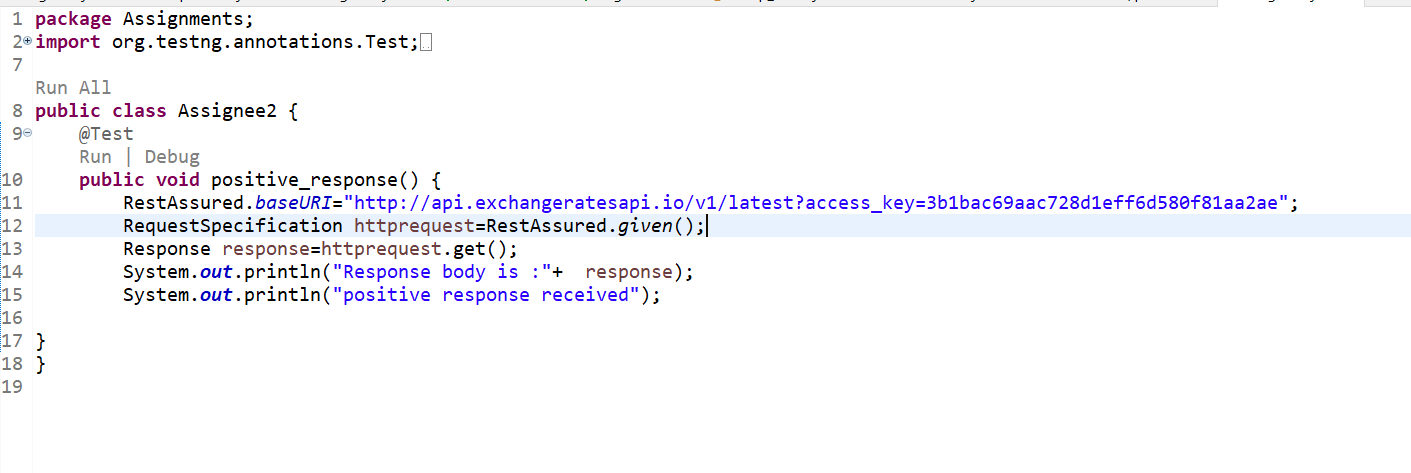 1 package Assignments;
2 import org.testng.annotations.Test;
7
Run All
8 public class Assignee2 {
9 @Test
Run | Debug
10 public void positive_response() {
11 RestAssured.baseURI="http://api.exchangeratesapi.io/v1/latest?access_key=3b1bac69aac728d1eff6d580f81aa2ae";
12 RequestSpecification httprequest=RestAssured.given();
13 Response response=httprequest.get();
14 System.out.println("Response body is :"+  response);
15 System.out.println("positive response received");
16
17 }
18 }
19